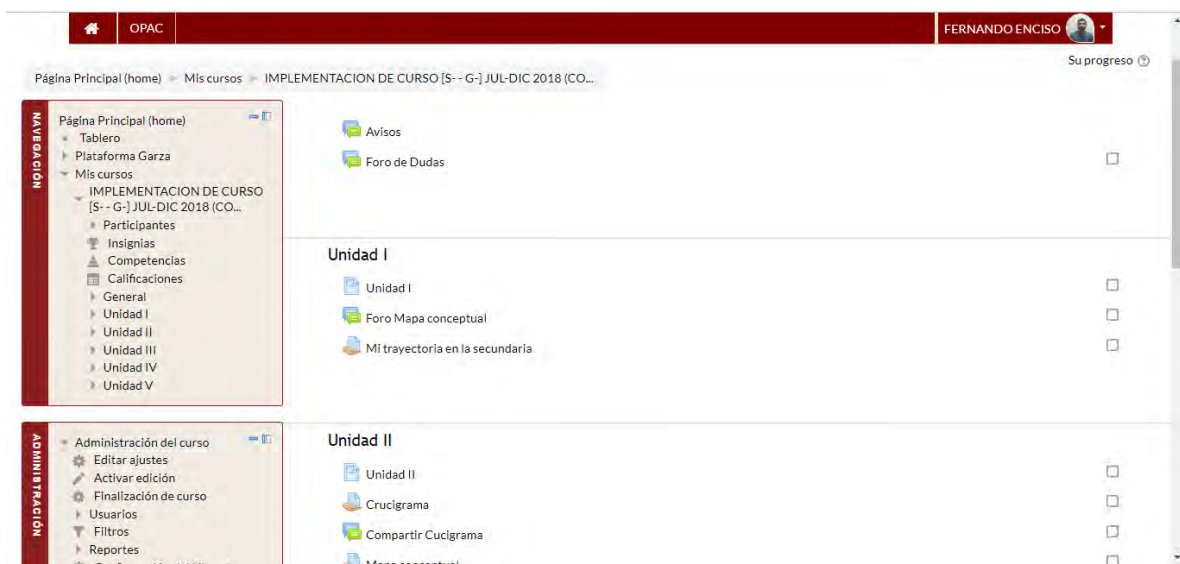 OPAC
FERNANDO ENCISO
Su progreso
Página Principal (home) Mis cursos IMPLEMENTACION DE CURSO [S- - G-] JUL-DIC 2018 (CO...
NAVEGACIÓN
Página Principal (home)
Tablero
Plataforma Garza
Mis cursos
IMPLEMENTACION DE CURSO
[S- - G-] JUL-DIC 2018 (CO...
Participantes
Insignias
Competencias
Calificaciones
General
Unidad I
Unidad II
Unidad III
Unidad IV
Unidad V
ADMINISTRACIÓN
Administración del curso
Editar ajustes
Activar edición
Finalización de curso
Usuarios
Filtros
Reportes
Avisos
Foro de Dudas
Unidad I
Unidad I
Foro Mapa conceptual
Mi trayectoria en la secundaria
Unidad II
Unidad II
Crucigrama
Compartir Cucigrama
Mapa conceptual